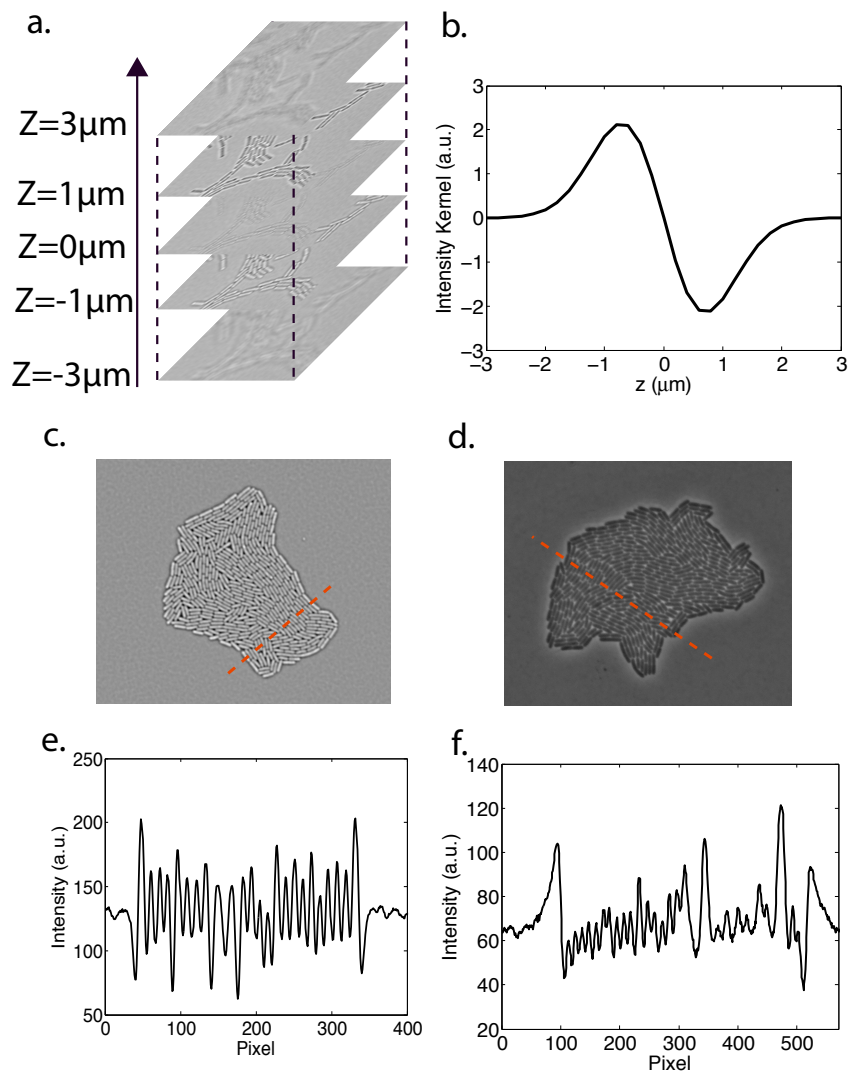 a.
Z=3μm
Z=1μm
Z=0μm
Z=-1μm
Z=-3μm
b.
3
2
1
0
−1
−2
−3
−3 −2 −1 0 1 2 3
Intensity Kernel (a.u.)
z (μm)
c.
d.
e.
250
200
150
100
50
0 100 200 300 400
Intensity (a.u.)
Pixel
f.
140
120
100
80
60
40
20
0 100 200 300 400 500
Intensity (a.u.)
Pixel